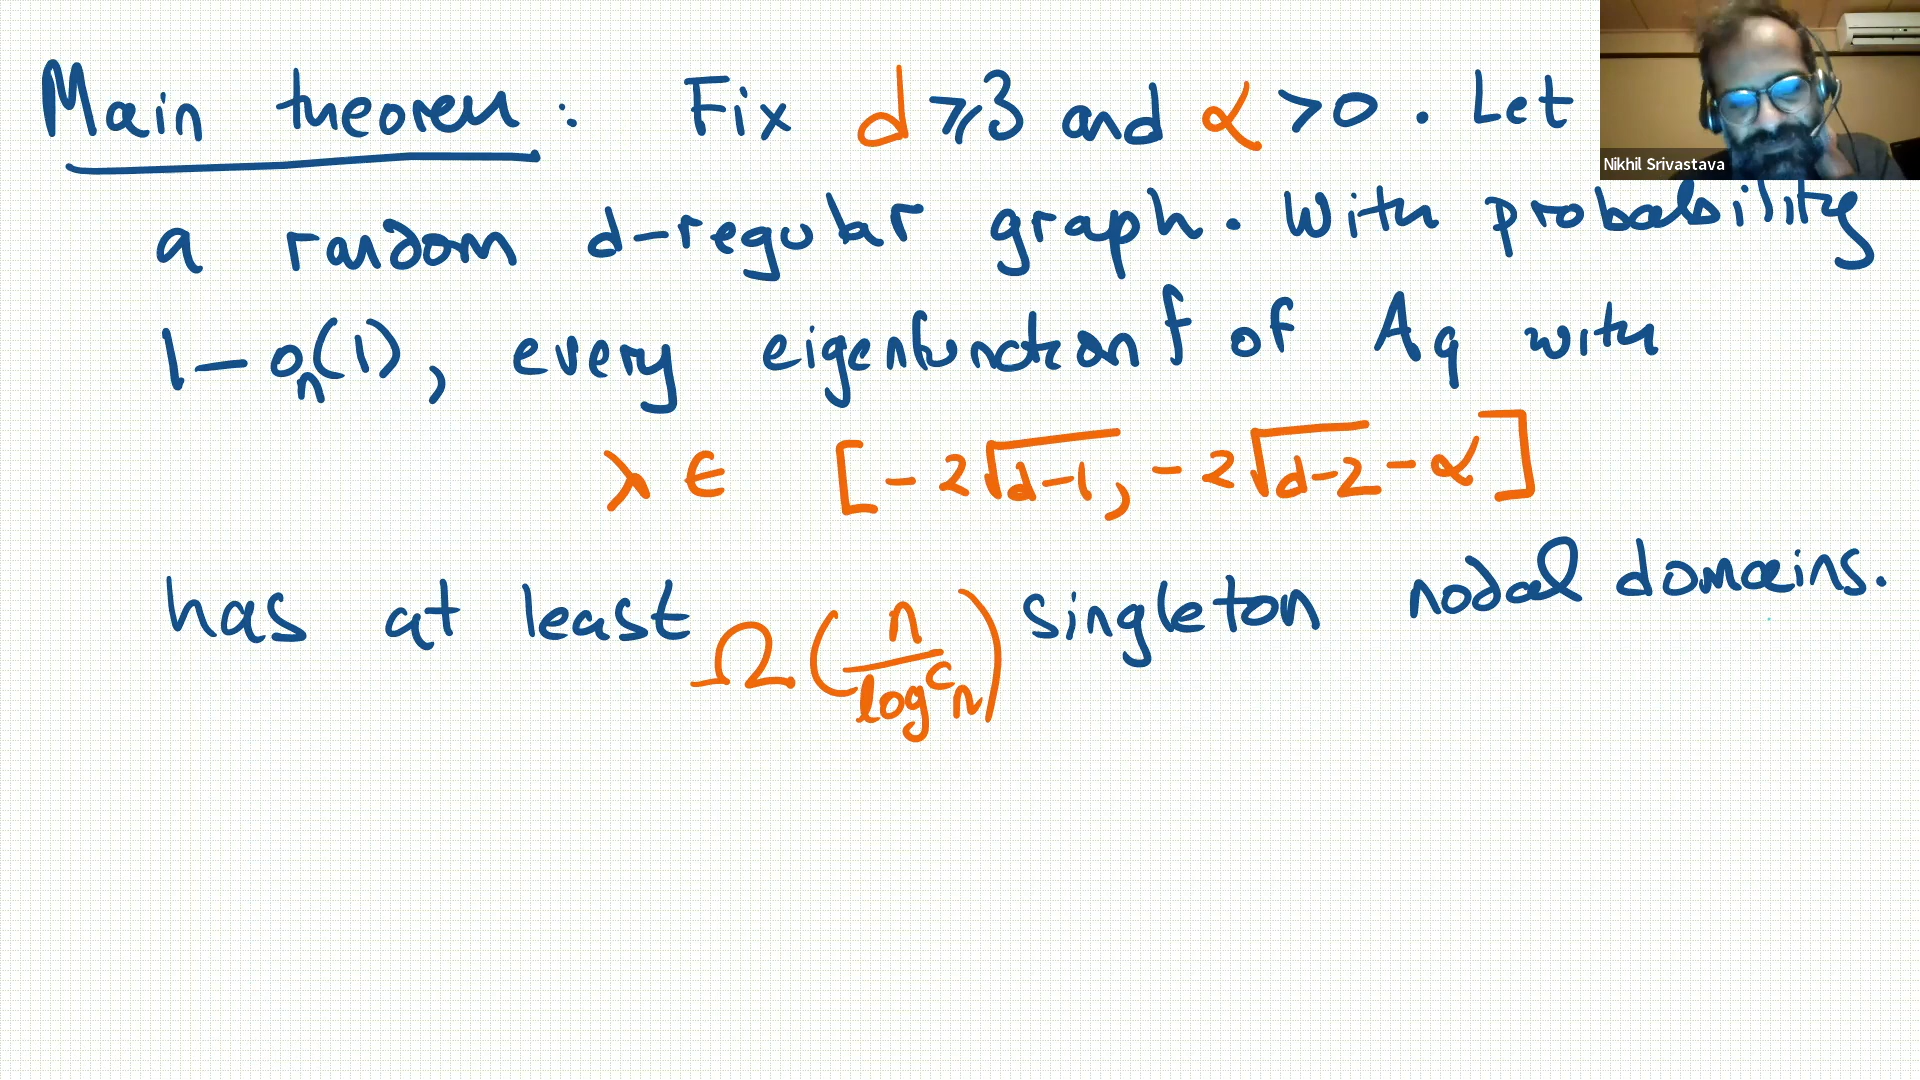 Main theorem: Fix d ⩾ 3 and α > 0. Let
Nikhil Srivastava
a random d-regular graph. With probability
1 - oₙ(1), every eigenfunction f of A_G with
λ ∈ [-2√(d-1), -2√(d-2) - α]
has at least Ω(n / log^c n) singleton nodal domains.